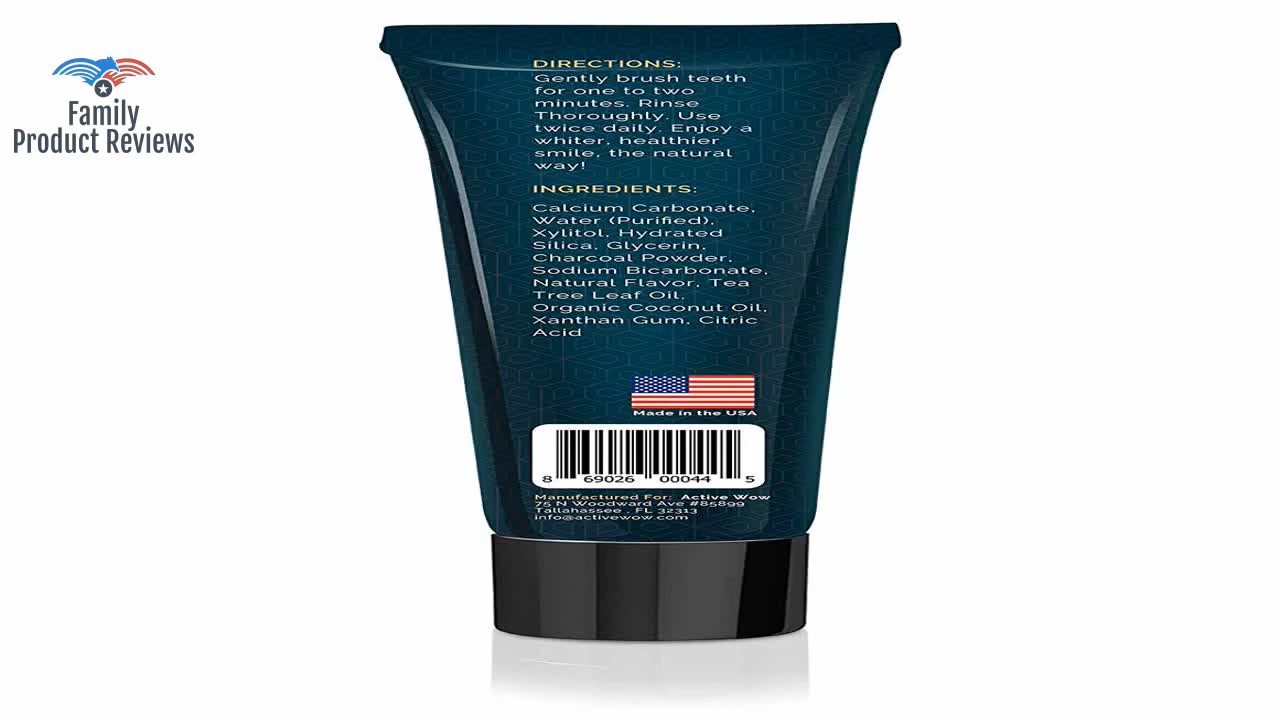 Family
Product Reviews
DIRECTIONS:
Gently brush teeth
for one to two
minutes. Rinse
Thoroughly. Use
twice daily. Enjoy a
whiter, healthier
smile, the natural
way!
INGREDIENTS:
Calcium Carbonate,
Water (Purified),
Xylitol, Hydrated
Silica, Glycerin,
Charcoal Powder,
Sodium Bicarbonate,
Natural Flavor, Tea
Tree Leaf Oil,
Organic Coconut Oil,
Xanthan Gum, Citric
Acid
Made in the USA
8 69026 00044 5
Manufactured For: Active Wow
75 N Woodward Ave #85899
Tallahassee , FL 32313
info@activewow.com